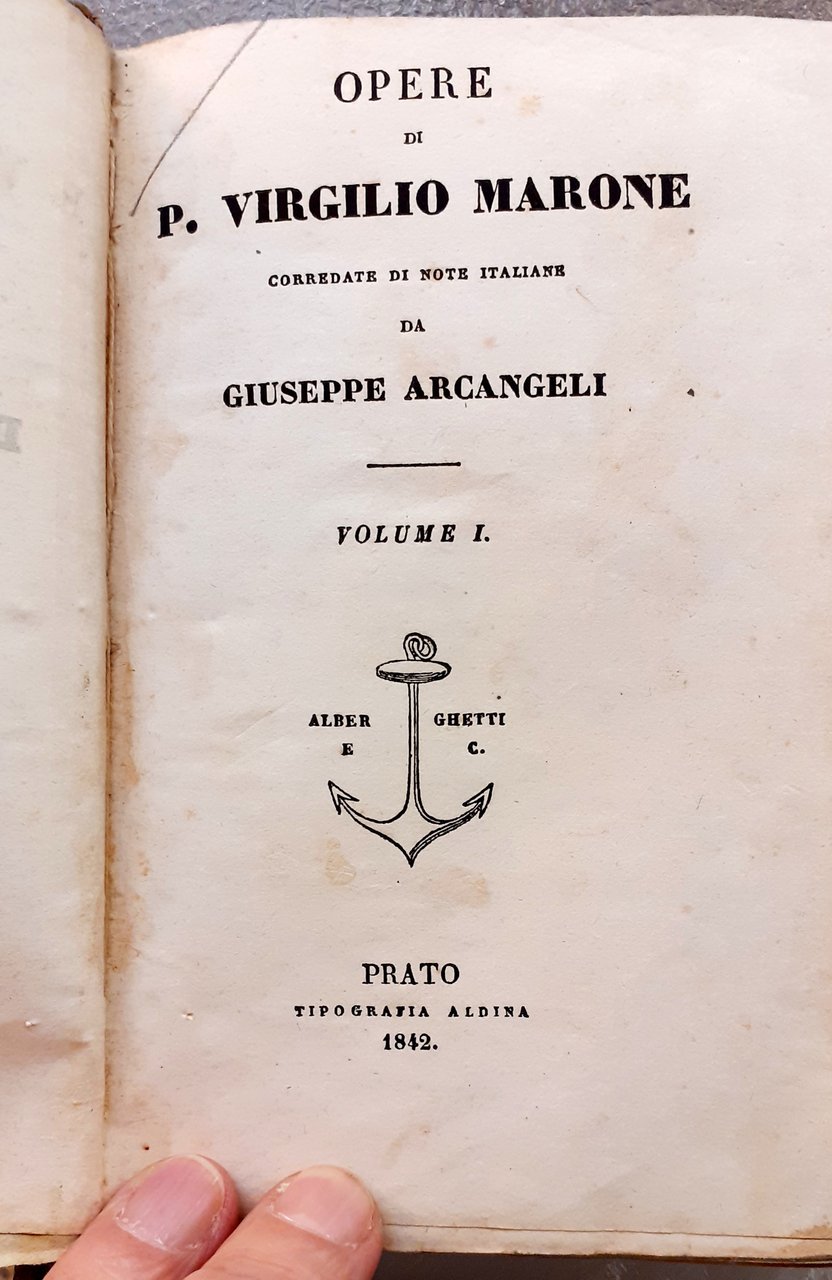 OPERE
DI
P. VIRGILIO MARONE
CORREDATE DI NOTE ITALIANE
DA
GIUSEPPE ARCANGELI
VOLUME I.
ALBER GHETTI
E C.
PRATO
TIPOGRAFIA ALDINA
1842.